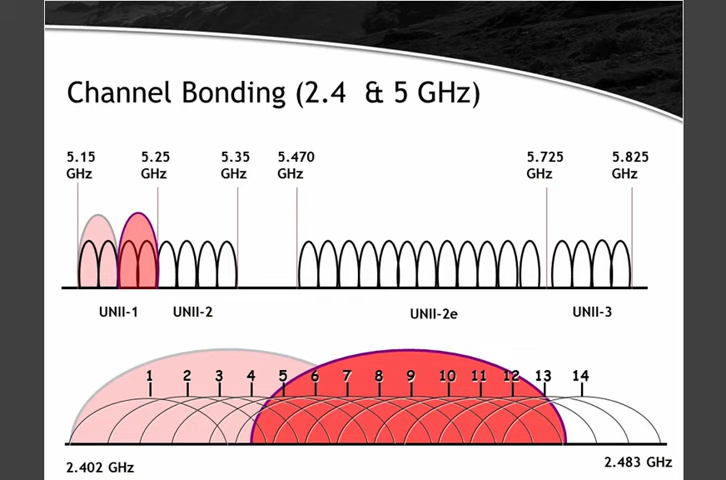 Channel Bonding (2.4 & 5 GHz)
5.15 GHz
5.25 GHz
5.35 GHz
5.470 GHz
5.725 GHz
5.825 GHz
UNII-1
UNII-2
UNII-2e
UNII-3
1 2 3 4 5 6 7 8 9 10 11 12 13 14
2.402 GHz
2.483 GHz